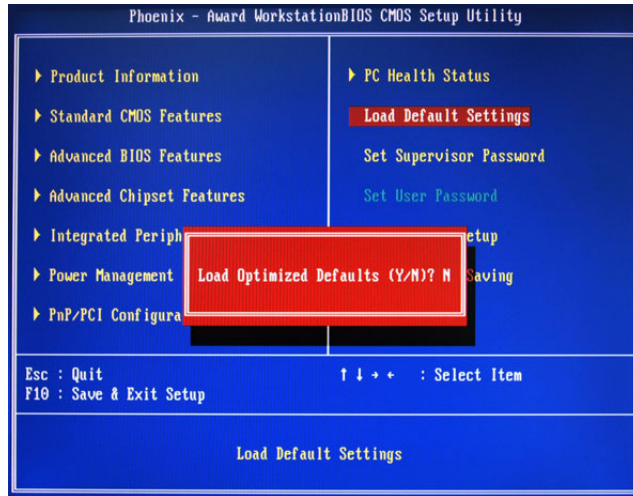 Phoenix - Award WorkstationBIOS CMOS Setup Utility
Product Information
Standard CMOS Features
Advanced BIOS Features
Advanced Chipset Features
Integrated Periph
Power Management
PnP/PCI Configura
PC Health Status
Load Default Settings
Set Supervisor Password
Set User Password
etup
Saving
Load Optimized Defaults (Y/N)? N
Esc : Quit
F10 : Save & Exit Setup
↑ ↓ → ← : Select Item
Load Default Settings